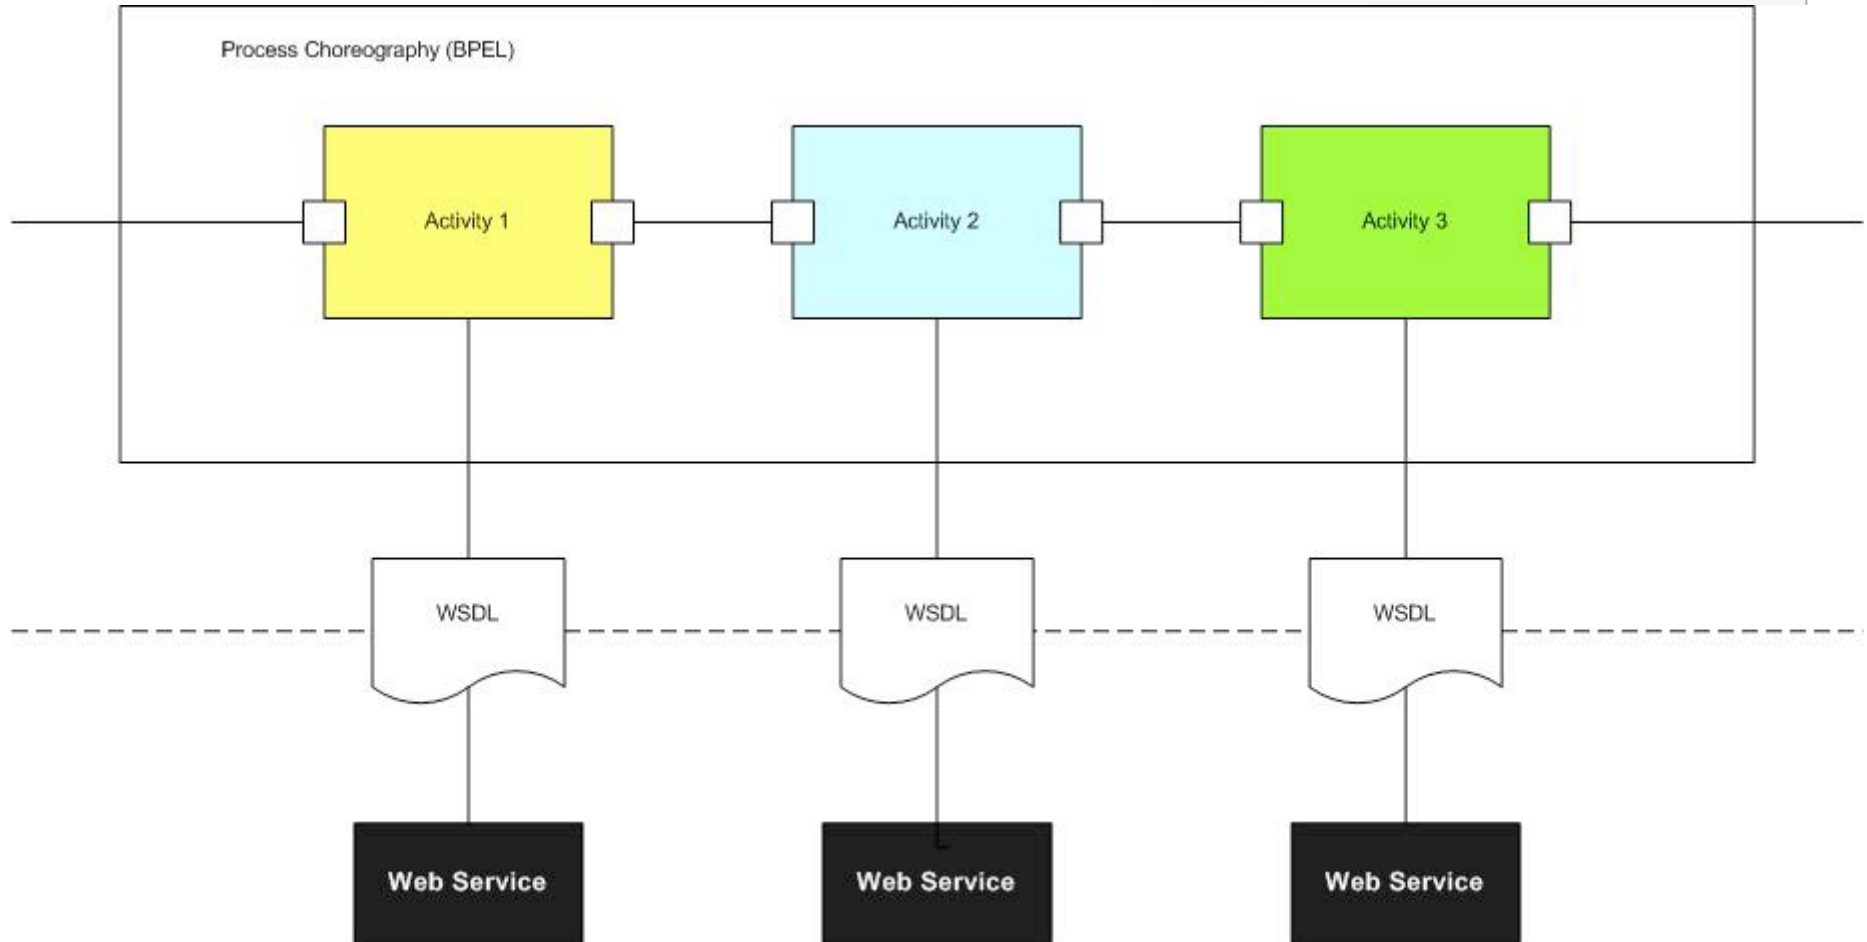 Process Choreography (BPEL)
Activity 1
Activity 2
Activity 3
WSDL
WSDL
WSDL
Web Service
Web Service
Web Service